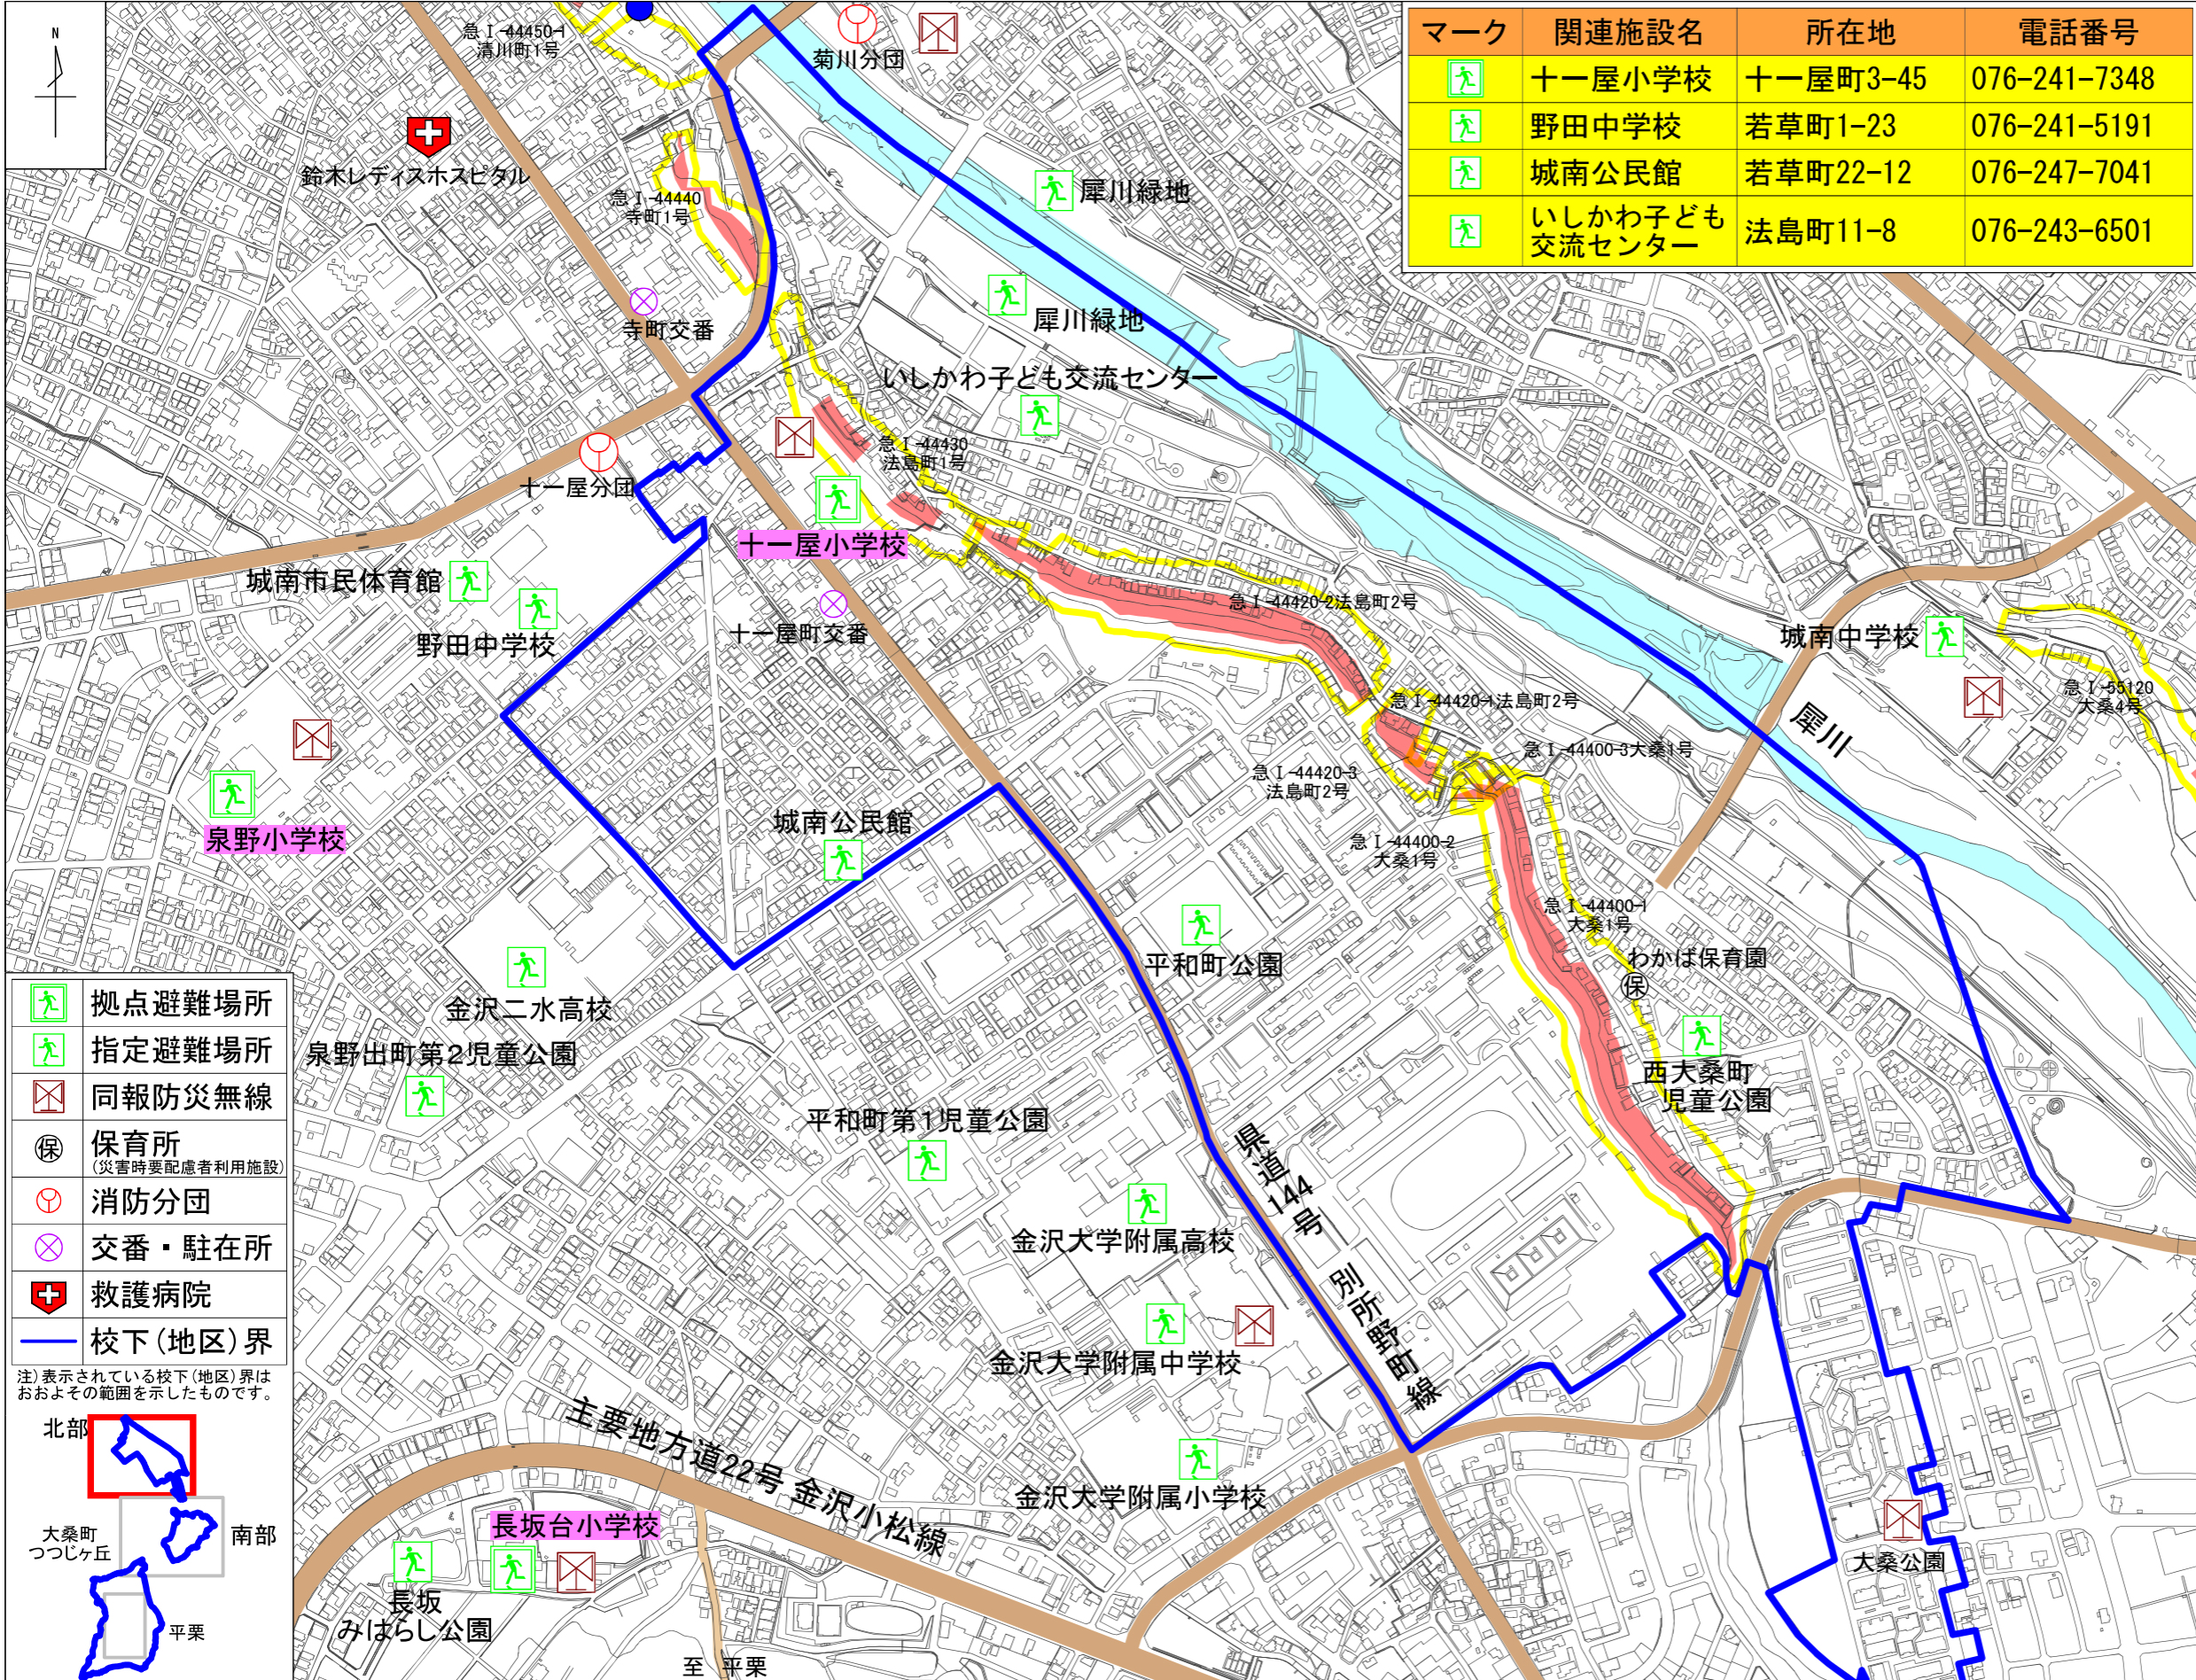 N
急Ⅰ-44450-1
清川町1号
菊川分団
マーク 関連施設名 所在地 電話番号
十一屋小学校 十一屋町3-45 076-241-7348
野田中学校 若草町1-23 076-241-5191
城南公民館 若草町22-12 076-247-7041
いしかわ子ども
交流センター 法島町11-8 076-243-6501
鈴木レディスホスピタル
急Ⅰ-44440
寺町1号
犀川緑地
寺町交番
犀川緑地
いしかわ子ども交流センター
急Ⅰ-44430
法島町1号
十一屋分団
十一屋小学校
城南市民体育館
野田中学校
十一屋町交番
急Ⅰ-44420-2法島町2号
城南中学校
急Ⅰ-55120
大桑4号
急Ⅰ-44420-1法島町2号
犀川
急Ⅰ-44400-3大桑1号
急Ⅰ-44420-3
法島町2号
泉野小学校
城南公民館
急Ⅰ-44400-2
大桑1号
急Ⅰ-44400-1
大桑1号
平和町公園
わかば保育園
保
金沢二水高校
泉野出町第2児童公園
西大桑町
児童公園
平和町第1児童公園
県道144号 別所野町線
金沢大学附属高校
金沢大学附属中学校
金沢大学附属小学校
主要地方道22号 金沢小松線
長坂台小学校
長坂
みはらし公園
至 平栗
大桑公園
拠点避難場所
指定避難場所
同報防災無線
保 保育所
(災害時要配慮者利用施設)
消防分団
交番・駐在所
救護病院
校下(地区)界
注)表示されている校下(地区)界は
おおよその範囲を示したものです。
北部
大桑町
つつじヶ丘
南部
平栗